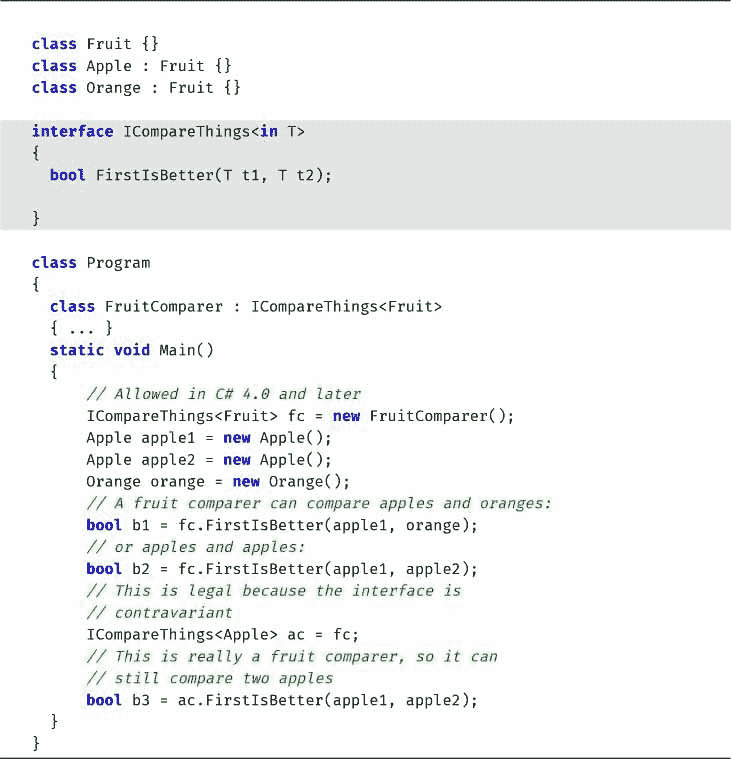 class Fruit {}
class Apple : Fruit {}
class Orange : Fruit {}
interface ICompareThings<in T>
{
bool FirstIsBetter(T t1, T t2);
}
class Program
{
class FruitComparer : ICompareThings<Fruit>
{ ... }
static void Main()
{
// Allowed in C# 4.0 and later
ICompareThings<Fruit> fc = new FruitComparer();
Apple apple1 = new Apple();
Apple apple2 = new Apple();
Orange orange = new Orange();
// A fruit comparer can compare apples and oranges:
bool b1 = fc.FirstIsBetter(apple1, orange);
// or apples and apples:
bool b2 = fc.FirstIsBetter(apple1, apple2);
// This is legal because the interface is
// contravariant
ICompareThings<Apple> ac = fc;
// This is really a fruit comparer, so it can
// still compare two apples
bool b3 = ac.FirstIsBetter(apple1, apple2);
}
}